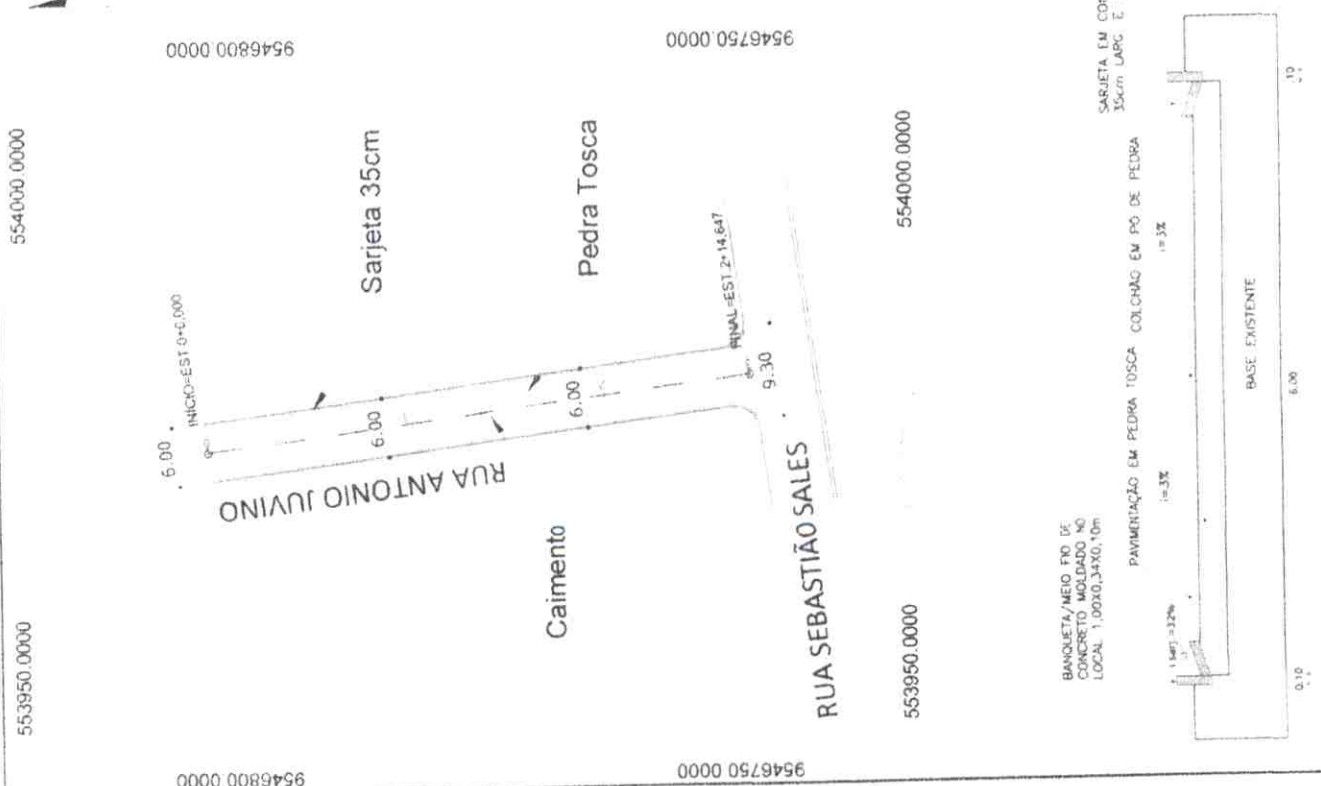 9546800.0000
9546750.0000
554000.0000
553950.0000
INICIO=EST 0+0,000
6.00
Sarjeta 35cm
6.00
RUA ANTONIO JUVINO
Pedra Tosca
6.00
Caimento
FINAL=EST 2+14,647
9.30
RUA SEBASTIÃO SALES
554000.0000
553950.0000
9546800.0000
9546750.0000
SARJETA EM
35cm LARG E
BANQUETA/MEIO FIO DE
CONCRETO MOLDADO NO
LOCAL 1,00X0,34X0,10m
PAVIMENTAÇÃO EM PEDRA TOSCA COLCHÃO EM PÓ DE PEDRA
i=3%
i=3%
BASE EXISTENTE
0.10
6.00
.10